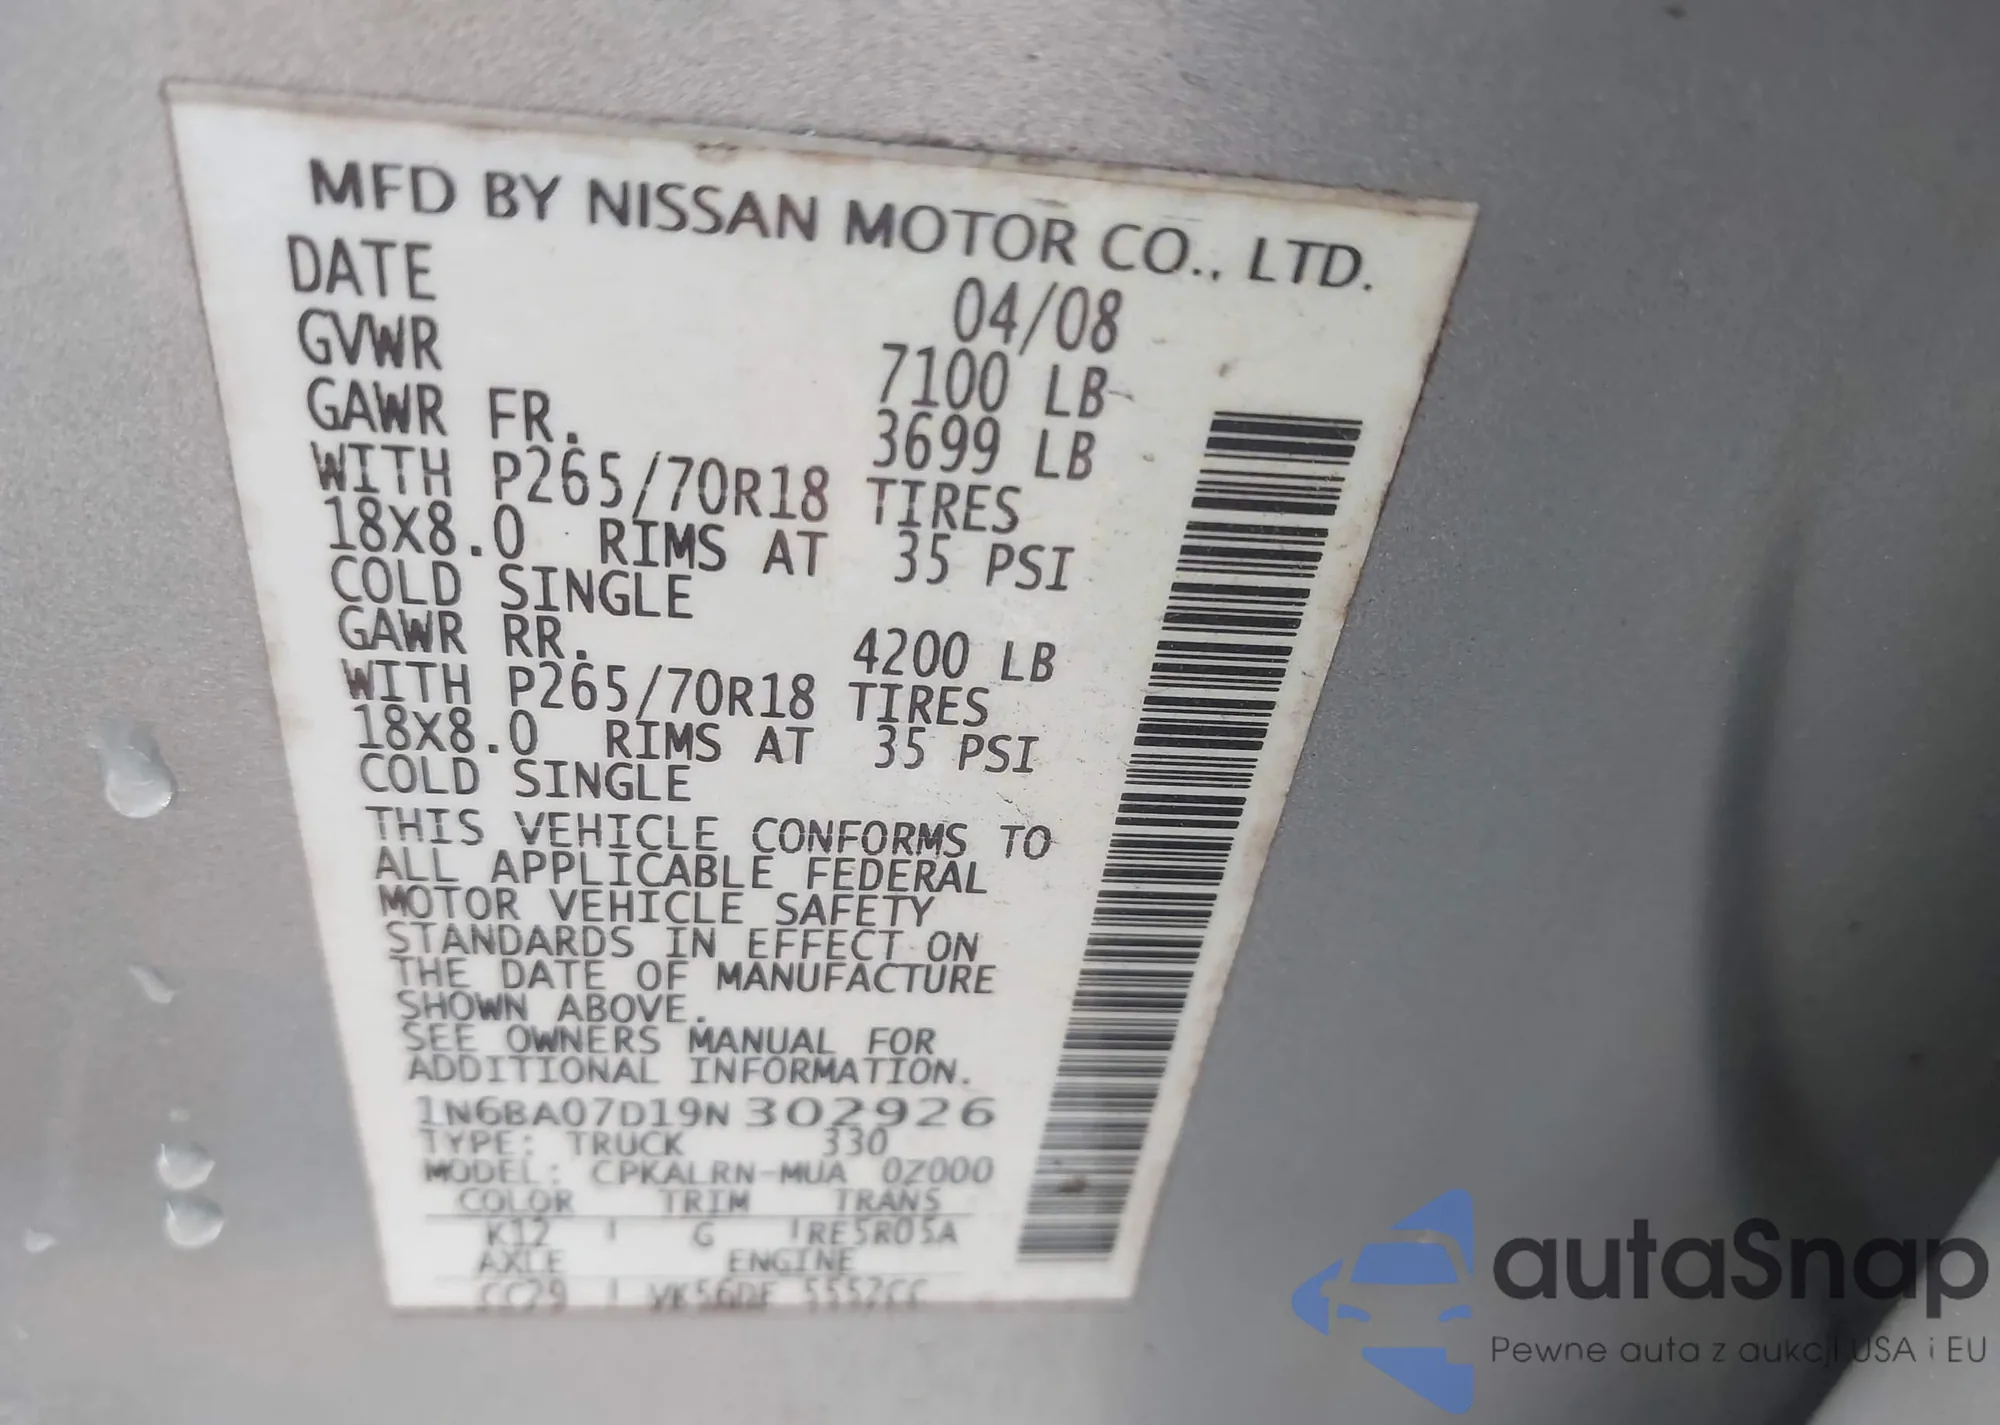 MFD BY NISSAN MOTOR CO., LTD.
DATE 04/08
GVWR 7100 LB
GAWR FR. 3699 LB
WITH P265/70R18 TIRES
18X8.0 RIMS AT 35 PSI
COLD SINGLE
GAWR RR. 4200 LB
WITH P265/70R18 TIRES
18X8.0 RIMS AT 35 PSI
COLD SINGLE
THIS VEHICLE CONFORMS TO
ALL APPLICABLE FEDERAL
MOTOR VEHICLE SAFETY
STANDARDS IN EFFECT ON
THE DATE OF MANUFACTURE
SHOWN ABOVE.
SEE OWNERS MANUAL FOR
ADDITIONAL INFORMATION.
1N6BA07D19N302926
TYPE: TRUCK 330
MODEL: CPKALRN-MUA 0Z000
COLOR TRIM TRANS
K12 G RE5R05A
AXLE ENGINE
CC29 VK56DE 5552CC
autaSnap
Pewne auta z aukcji USA i EU